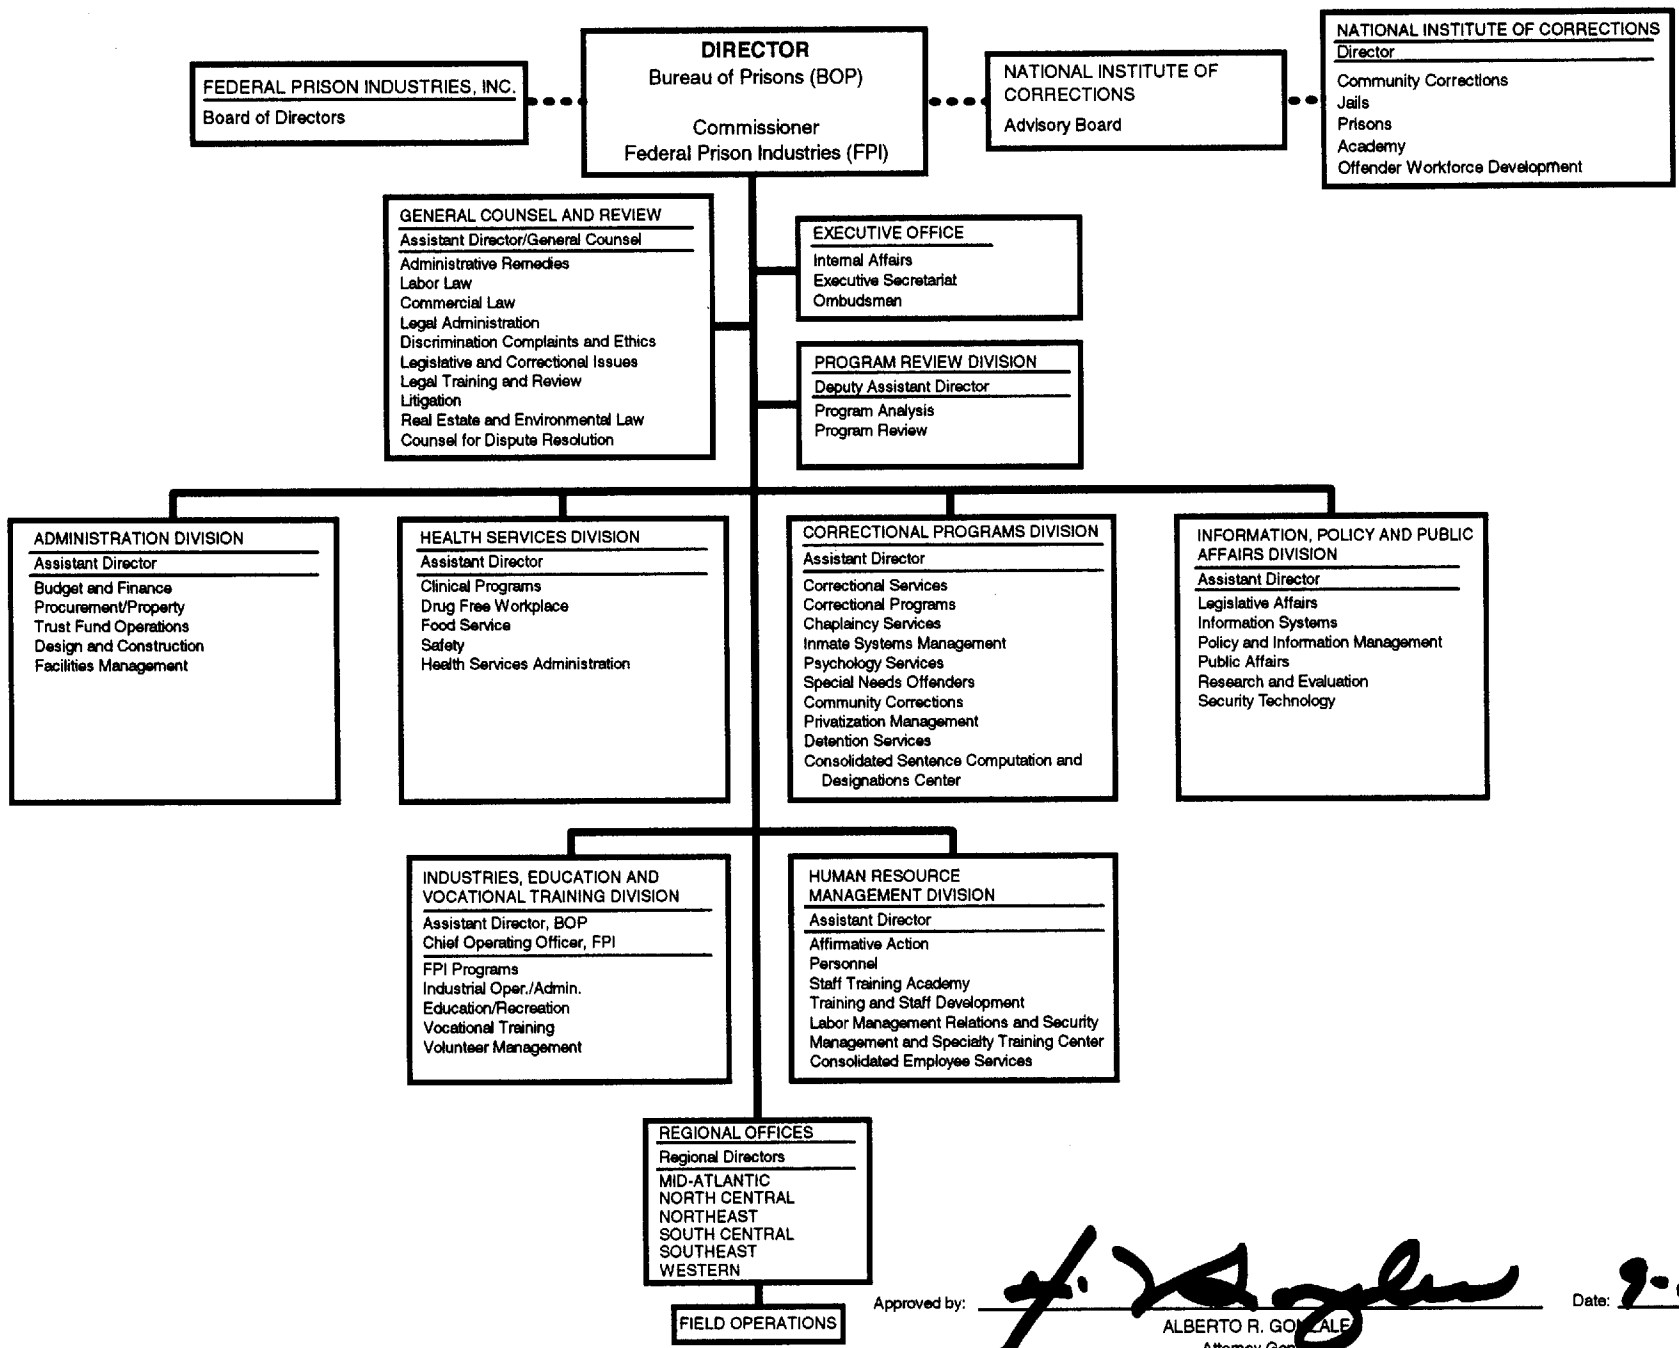 DIRECTOR
Bureau of Prisons (BOP)
Commissioner
Federal Prison Industries (FPI)
FEDERAL PRISON INDUSTRIES, INC.
Board of Directors
NATIONAL INSTITUTE OF
CORRECTIONS
Advisory Board
NATIONAL INSTITUTE OF CORRECTIONS
Director
Community Corrections
Jails
Prisons
Academy
Offender Workforce Development
GENERAL COUNSEL AND REVIEW
Assistant Director/General Counsel
Administrative Remedies
Labor Law
Commercial Law
Legal Administration
Discrimination Complaints and Ethics
Legislative and Correctional Issues
Legal Training and Review
Litigation
Real Estate and Environmental Law
Counsel for Dispute Resolution
EXECUTIVE OFFICE
Internal Affairs
Executive Secretariat
Ombudsman
PROGRAM REVIEW DIVISION
Deputy Assistant Director
Program Analysis
Program Review
ADMINISTRATION DIVISION
Assistant Director
Budget and Finance
Procurement/Property
Trust Fund Operations
Design and Construction
Facilities Management
HEALTH SERVICES DIVISION
Assistant Director
Clinical Programs
Drug Free Workplace
Food Service
Safety
Health Services Administration
CORRECTIONAL PROGRAMS DIVISION
Assistant Director
Correctional Services
Correctional Programs
Chaplaincy Services
Inmate Systems Management
Psychology Services
Special Needs Offenders
Community Corrections
Privatization Management
Detention Services
Consolidated Sentence Computation and
Designations Center
INFORMATION, POLICY AND PUBLIC
AFFAIRS DIVISION
Assistant Director
Legislative Affairs
Information Systems
Policy and Information Management
Public Affairs
Research and Evaluation
Security Technology
INDUSTRIES, EDUCATION AND
VOCATIONAL TRAINING DIVISION
Assistant Director, BOP
Chief Operating Officer, FPI
FPI Programs
Industrial Oper./Admin.
Education/Recreation
Vocational Training
Volunteer Management
HUMAN RESOURCE
MANAGEMENT DIVISION
Assistant Director
Affirmative Action
Personnel
Staff Training Academy
Training and Staff Development
Labor Management Relations and Security
Management and Specialty Training Center
Consolidated Employee Services
REGIONAL OFFICES
Regional Directors
MID-ATLANTIC
NORTH CENTRAL
NORTHEAST
SOUTH CENTRAL
SOUTHEAST
WESTERN
FIELD OPERATIONS
Approved by:
ALBERTO R.
Attorney
Date: 9-